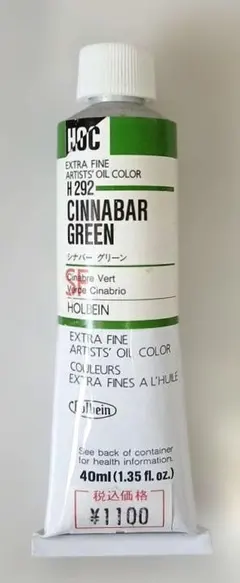 HOC
EXTRA FINE
ARTISTS' OIL COLOR
H 292
CINNABAR
GREEN
シナバー グリーン
SF
Cinabre Vert
Verde Cinabrio
HOLBEIN
EXTRA FINE
ARTISTS' OIL COLOR
COULEURS
EXTRA FINES A L'HUILE
Holbein
See back of container
for health information.
40ml (1.35 fl. oz.)
税込価格
¥1100